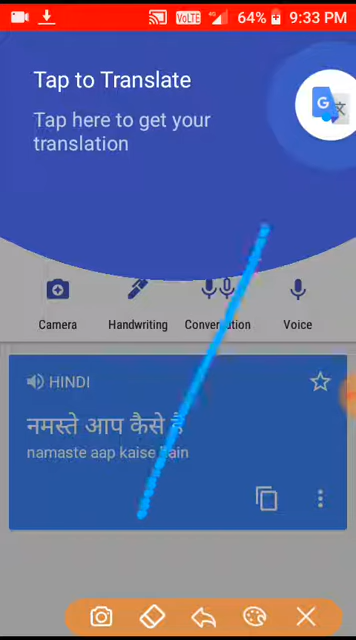 VoLTE 4G 64% 9:33 PM
Tap to Translate
Tap here to get your
translation
Camera Handwriting Conversation Voice
HINDI
नमस्ते आप कैसे हैं
namaste aap kaise hain